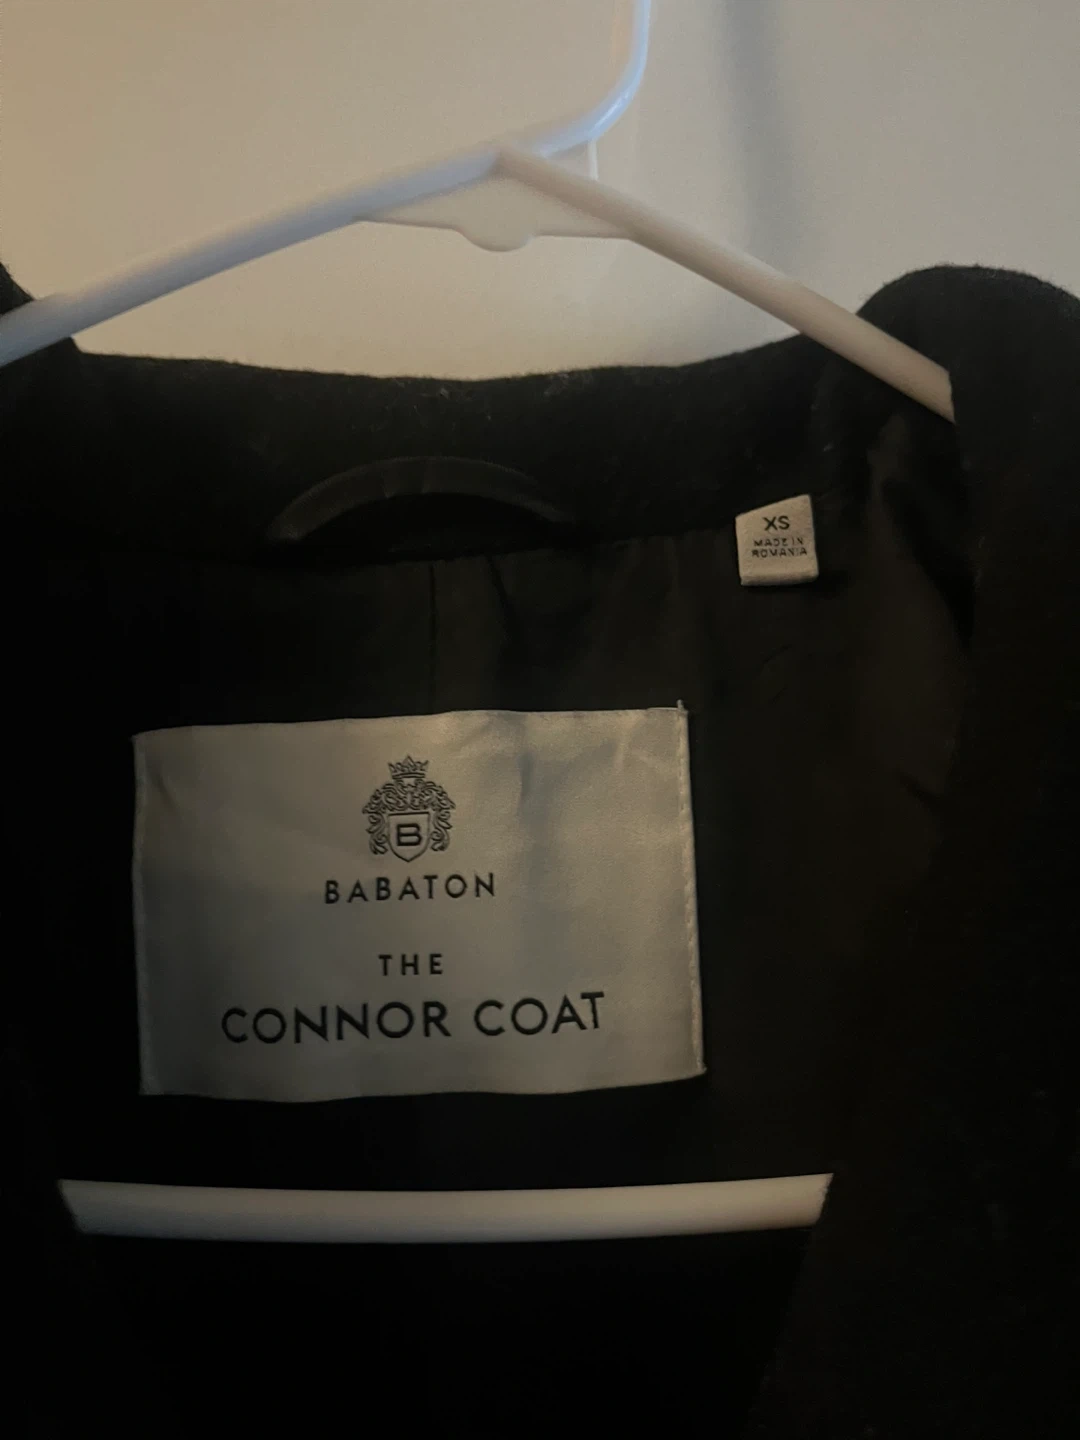 XS
MADE IN
ROMANIA
B
BABATON
THE
CONNOR COAT